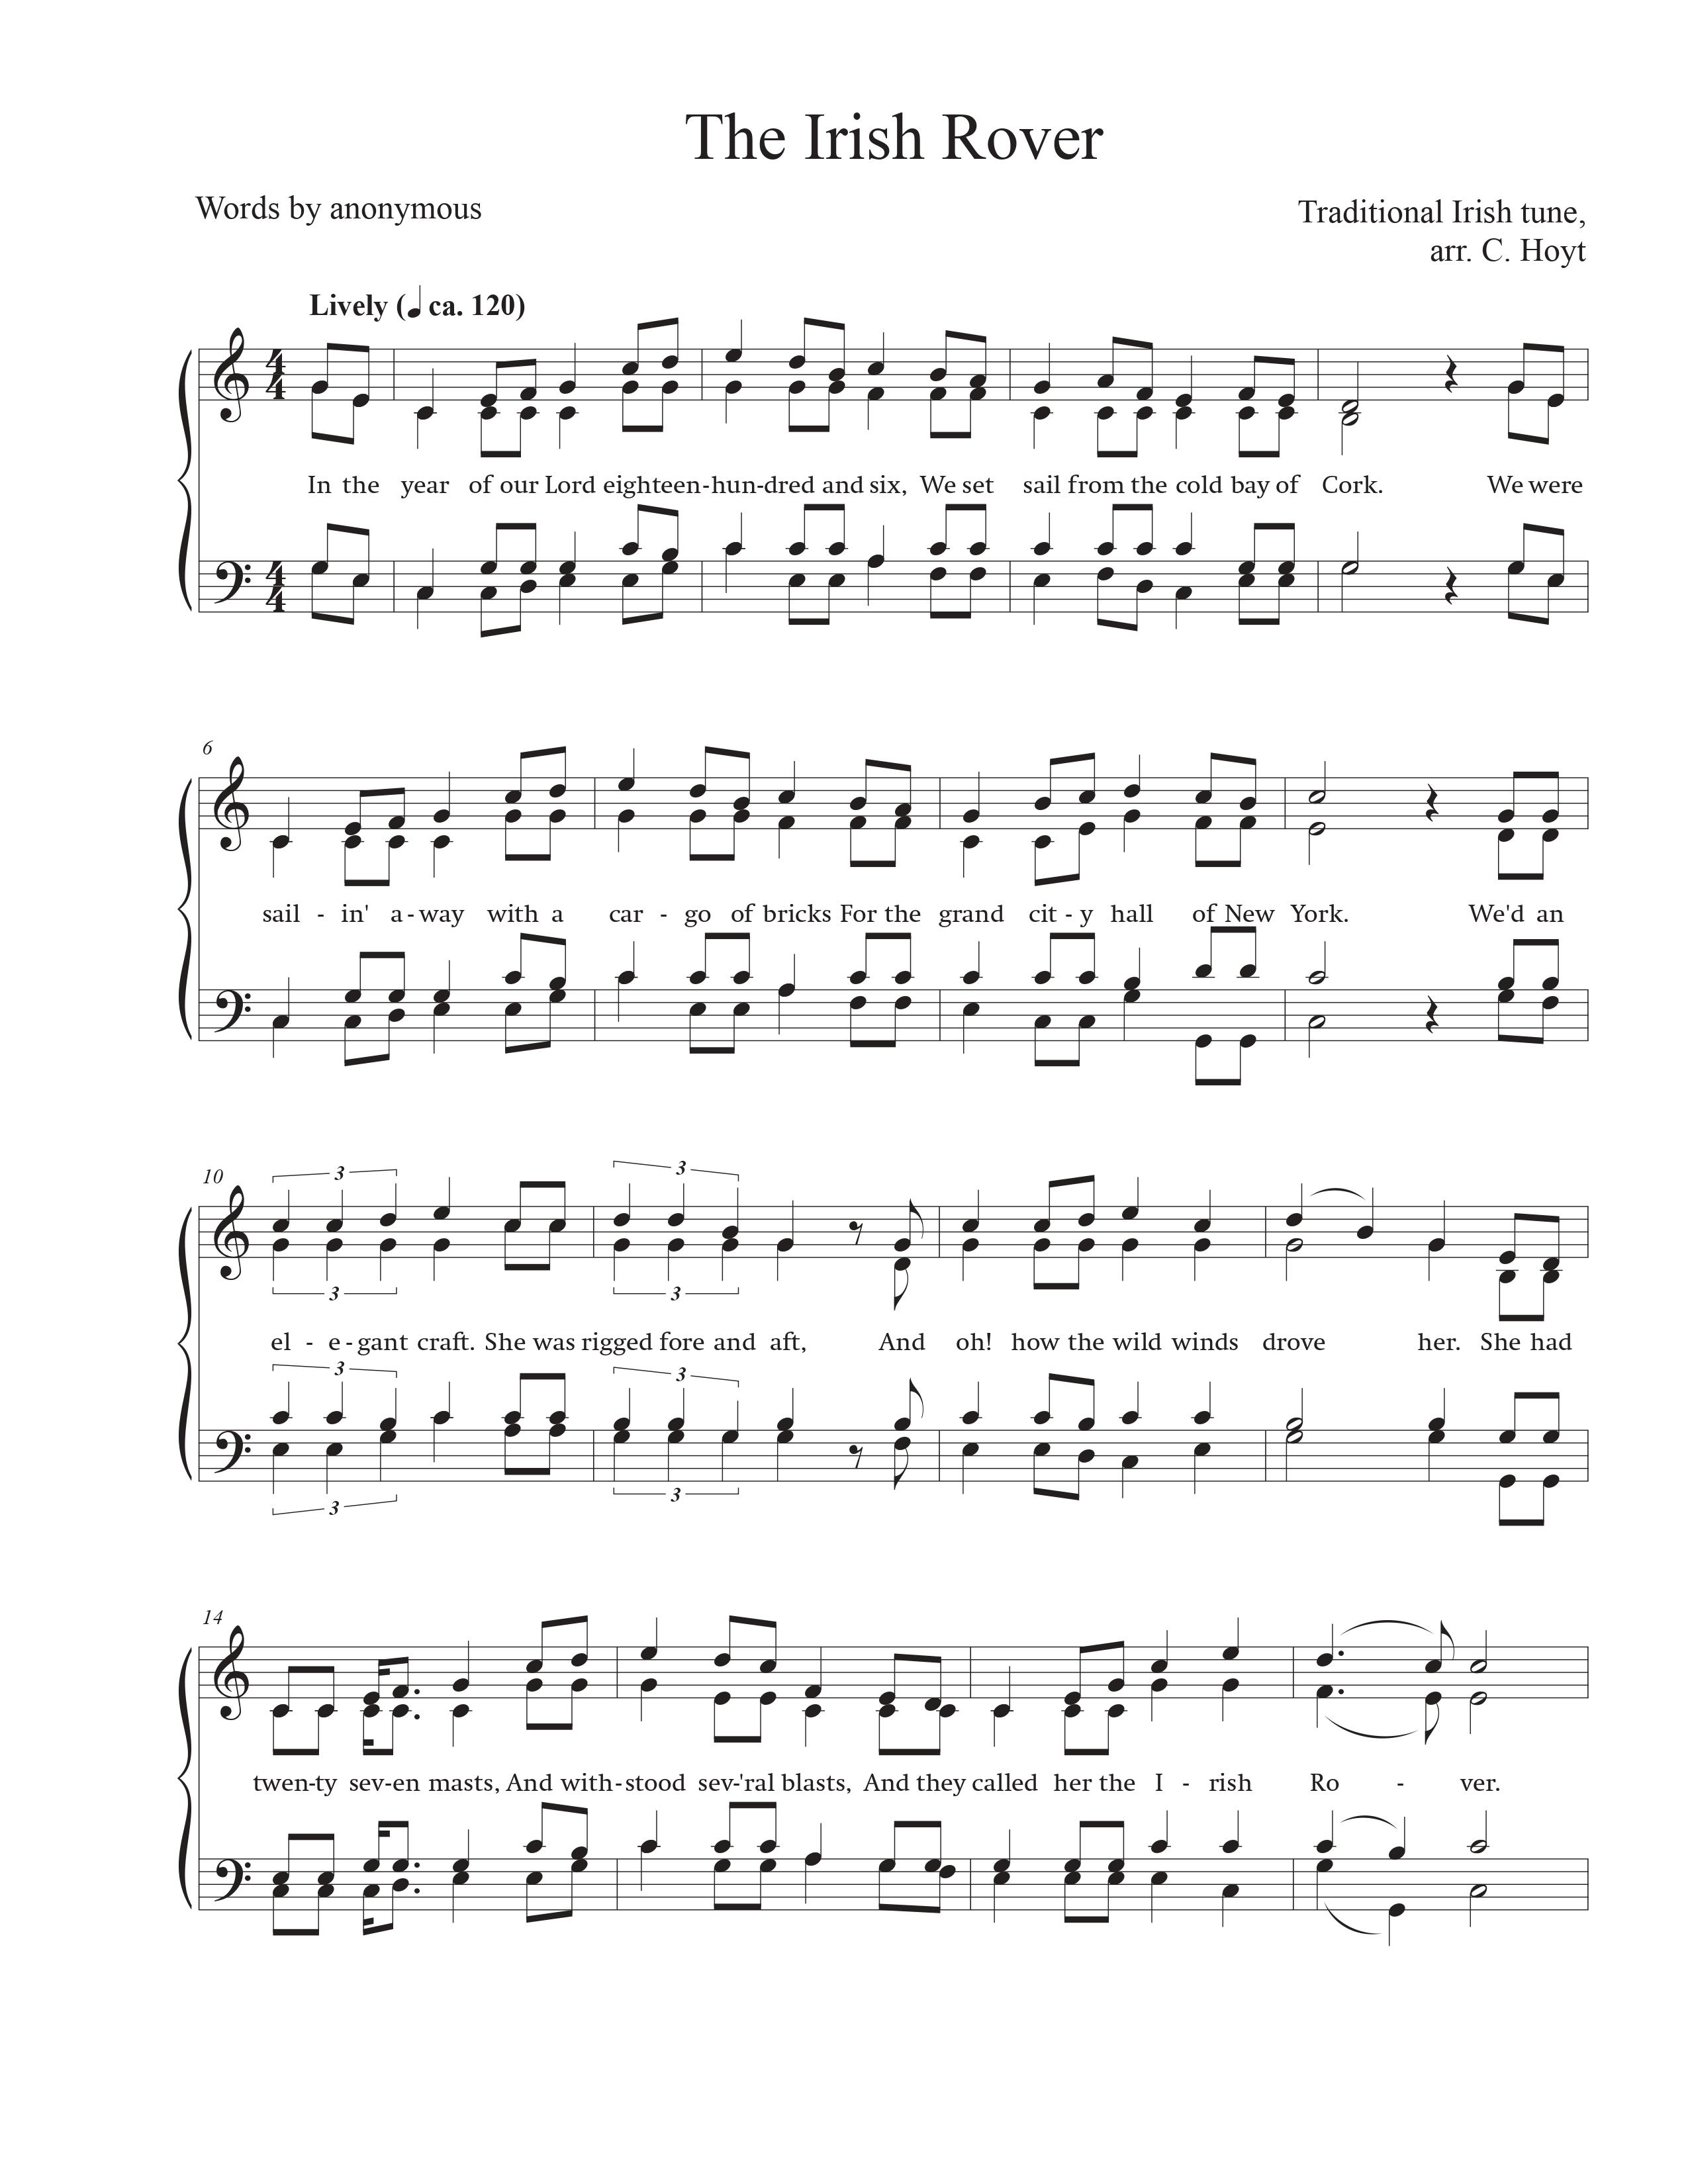 The Irish Rover
Words by anonymous
Traditional Irish tune,
arr. C. Hoyt
Lively (♩ ca. 120)
In the year of our Lord eighteen-hun-dred and six, We set sail from the cold bay of Cork. We were
6
sail - in' a-way with a car - go of bricks For the grand cit - y hall of New York. We'd an
10
3 3
3 3
el - e-gant craft. She was rigged fore and aft, And oh! how the wild winds drove her. She had
3 3
3 3
14
twen-ty sev-en masts, And with-stood sev-'ral blasts, And they called her the I - rish Ro - ver.